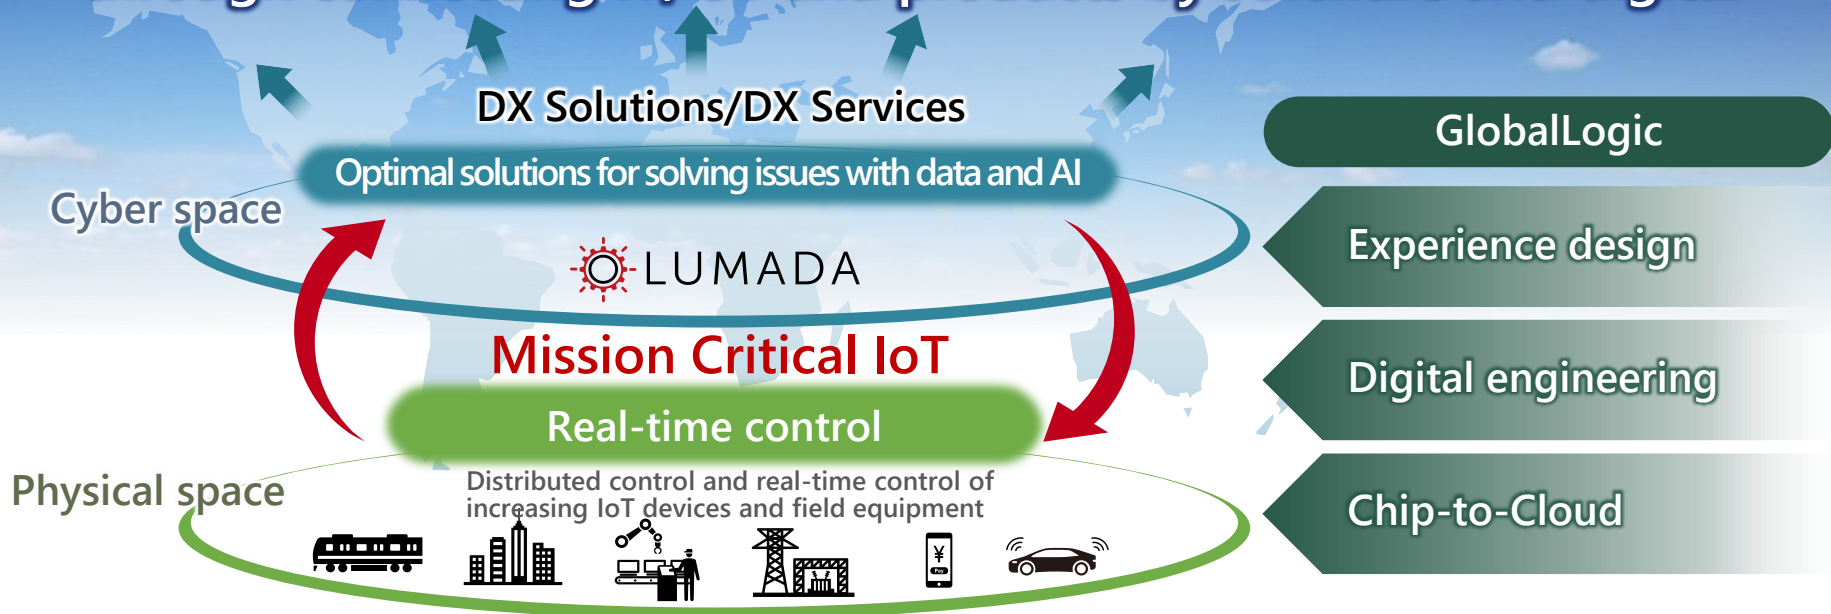 DX Solutions/DX Services
Optimal solutions for solving issues with data and AI
Cyber space
LUMADA
Mission Critical IoT
Real-time control
Physical space
Distributed control and real-time control of
increasing IoT devices and field equipment
¥
Pay
GlobalLogic
Experience design
Digital engineering
Chip-to-Cloud